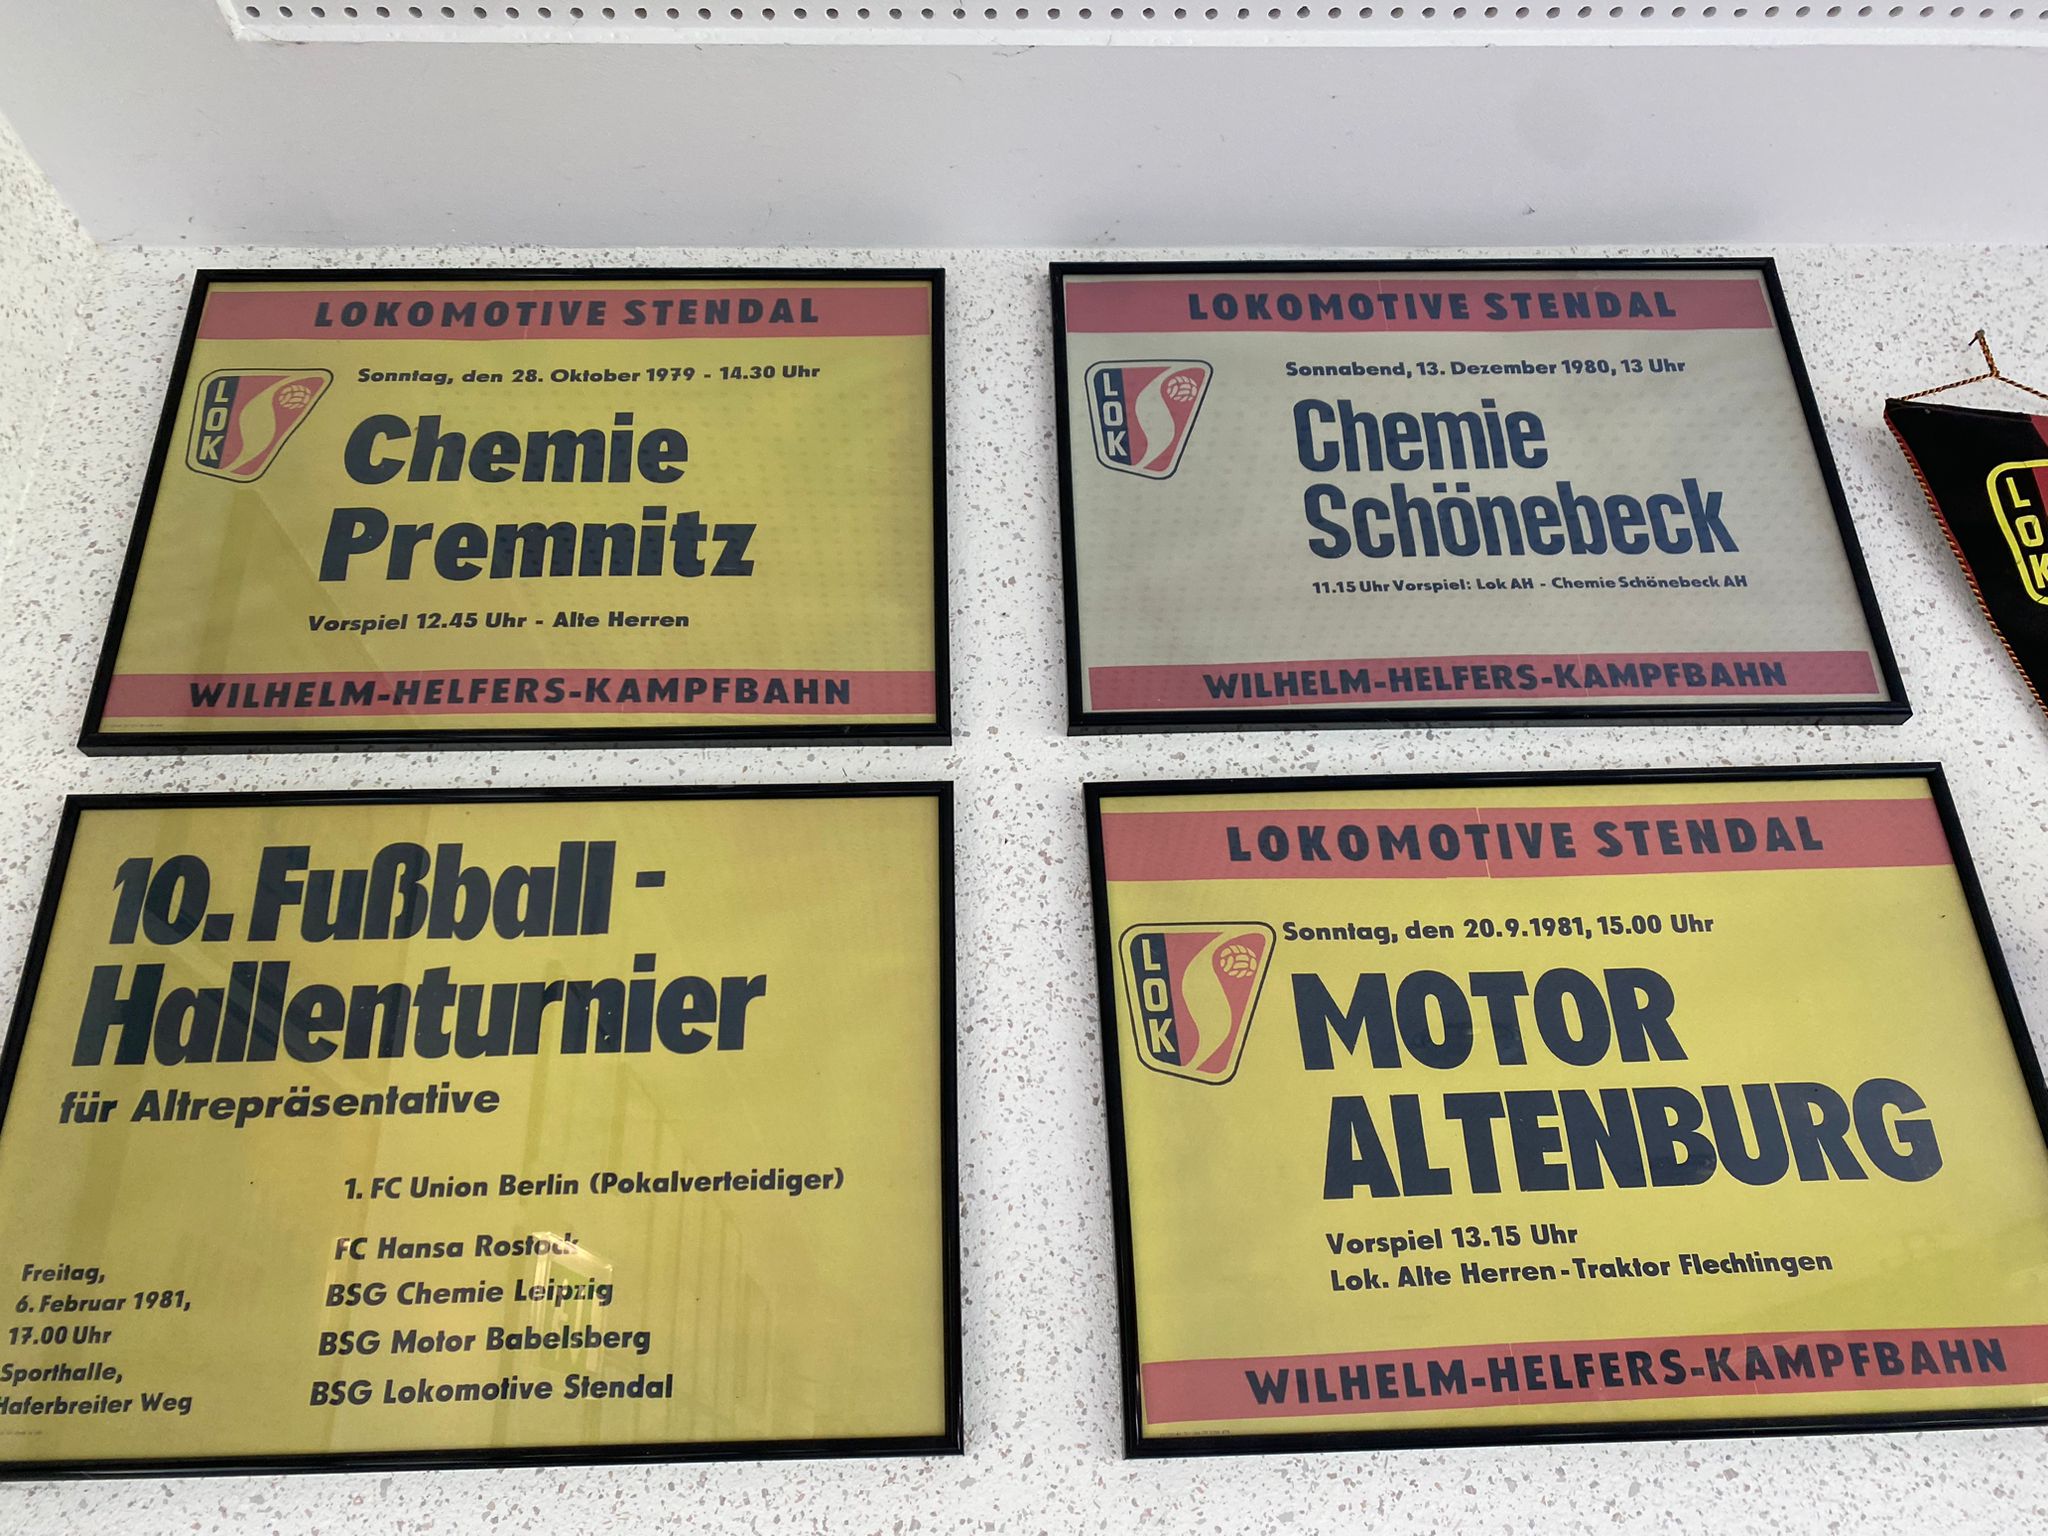 LOKOMOTIVE STENDAL
Sonntag, den 28. Oktober 1979 - 14.30 Uhr
LOK
Chemie
Premnitz
Vorspiel 12.45 Uhr - Alte Herren
WILHELM-HELFERS-KAMPFBAHN
LOKOMOTIVE STENDAL
Sonnabend, 13. Dezember 1980, 13 Uhr
LOK
Chemie
Schönebeck
11.15 Uhr Vorspiel: Lok AH - Chemie Schönebeck AH
WILHELM-HELFERS-KAMPFBAHN
LOK
10. Fußball-
Hallenturnier
für Altrepräsentative
1. FC Union Berlin (Pokalverteidiger)
FC Hansa Rostock
BSG Chemie Leipzig
BSG Motor Babelsberg
BSG Lokomotive Stendal
Freitag,
6. Februar 1981,
17.00 Uhr
Sporthalle,
Haferbreiter Weg
LOKOMOTIVE STENDAL
Sonntag, den 20.9.1981, 15.00 Uhr
LOK
MOTOR
ALTENBURG
Vorspiel 13.15 Uhr
Lok. Alte Herren - Traktor Flechtingen
WILHELM-HELFERS-KAMPFBAHN